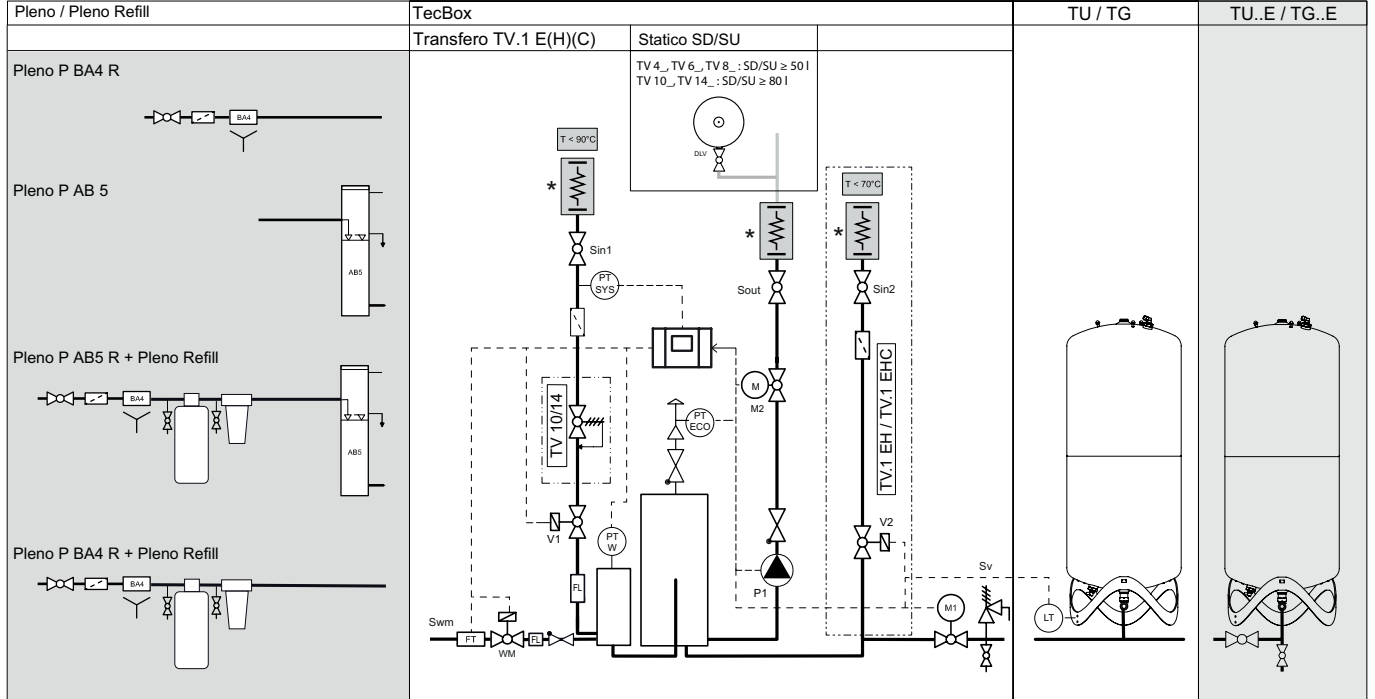 Pleno / Pleno Refill
TecBox
TU / TG
TU..E / TG..E
Transfero TV.1 E(H)(C)
Statico SD/SU
Pleno P BA4 R
BA4
Pleno P AB 5
AB5
Pleno P AB5 R + Pleno Refill
BA4
AB5
Pleno P BA4 R + Pleno Refill
BA4
TV 4_, TV 6_, TV 8_ : SD/SU ≥ 50 l
TV 10_, TV 14_ : SD/SU ≥ 80 l
DLV
T < 90°C
*
Sin1
PT
SYS
TV 10/14
V1
PT
W
FL
Swm
FT
WM
FL
PT
ECO
*
Sout
M
M2
P1
T < 70°C
*
Sin2
TV.1 EH / TV.1 EHC
V2
M1
Sv
LT